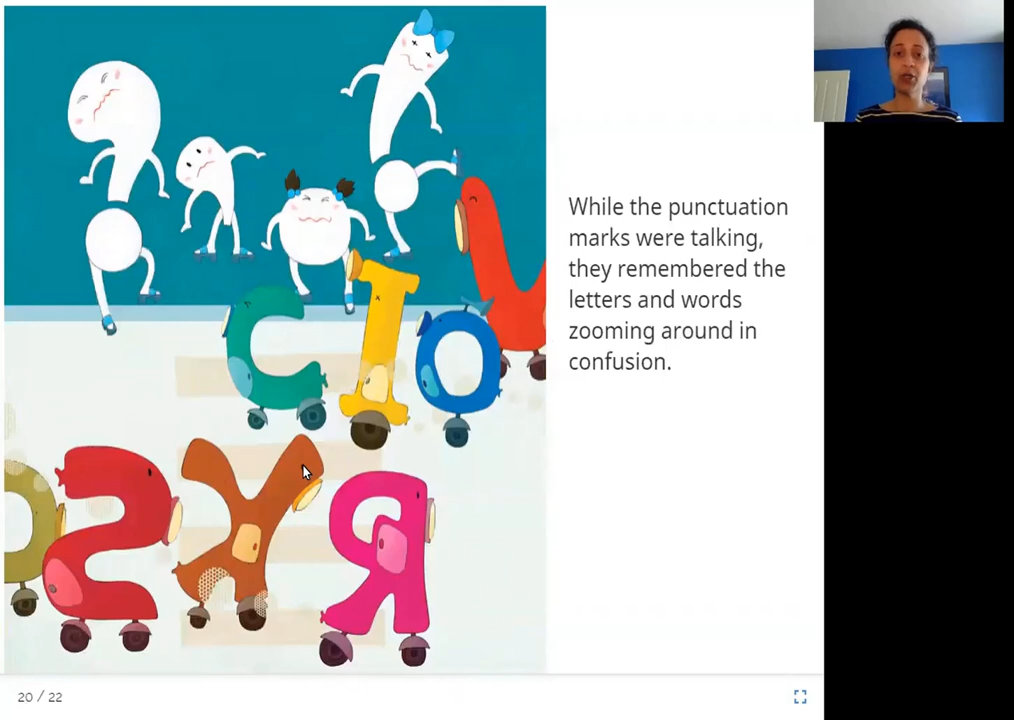 While the punctuation
marks were talking,
they remembered the
letters and words
zooming around in
confusion.
20 / 22